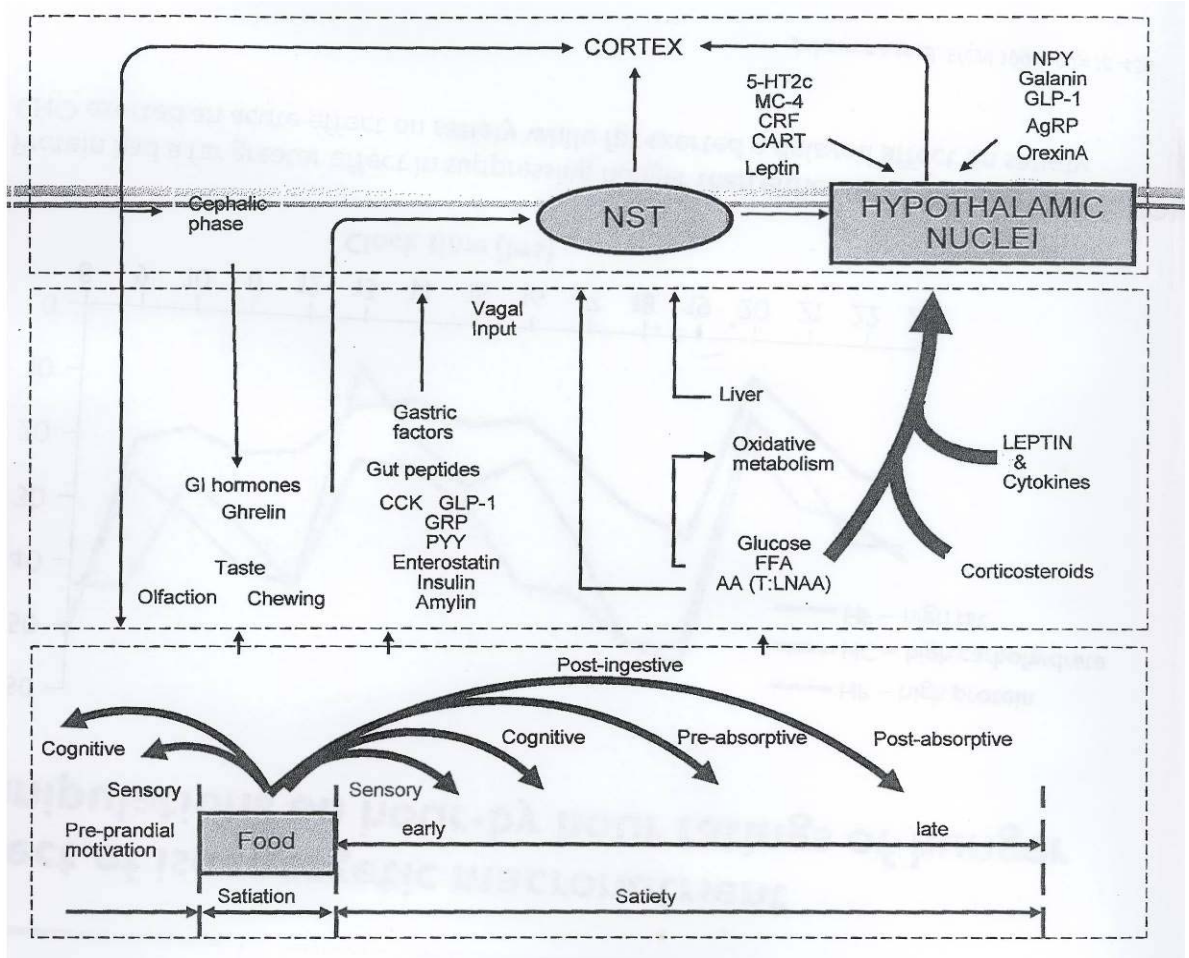 CORTEX
NPY
Galanin
GLP-1
AgRP
OrexinA
5-HT2c
MC-4
CRF
CART
Leptin
Cephalic
phase
NST
HYPOTHALAMIC
NUCLEI
Vagal
Input
Gastric
factors
Liver
Oxidative
metabolism
LEPTIN
&
Cytokines
GI hormones
Ghrelin
Gut peptides
CCK GLP-1
GRP
PYY
Enterostatin
Insulin
Amylin
Glucose
FFA
AA (T:LNAA)
Corticosteroids
Taste
Olfaction Chewing
Post-ingestive
Cognitive
Sensory
Sensory
Cognitive
Pre-absorptive
Post-absorptive
Pre-prandial
motivation
Food
early
late
Satiation
Satiety